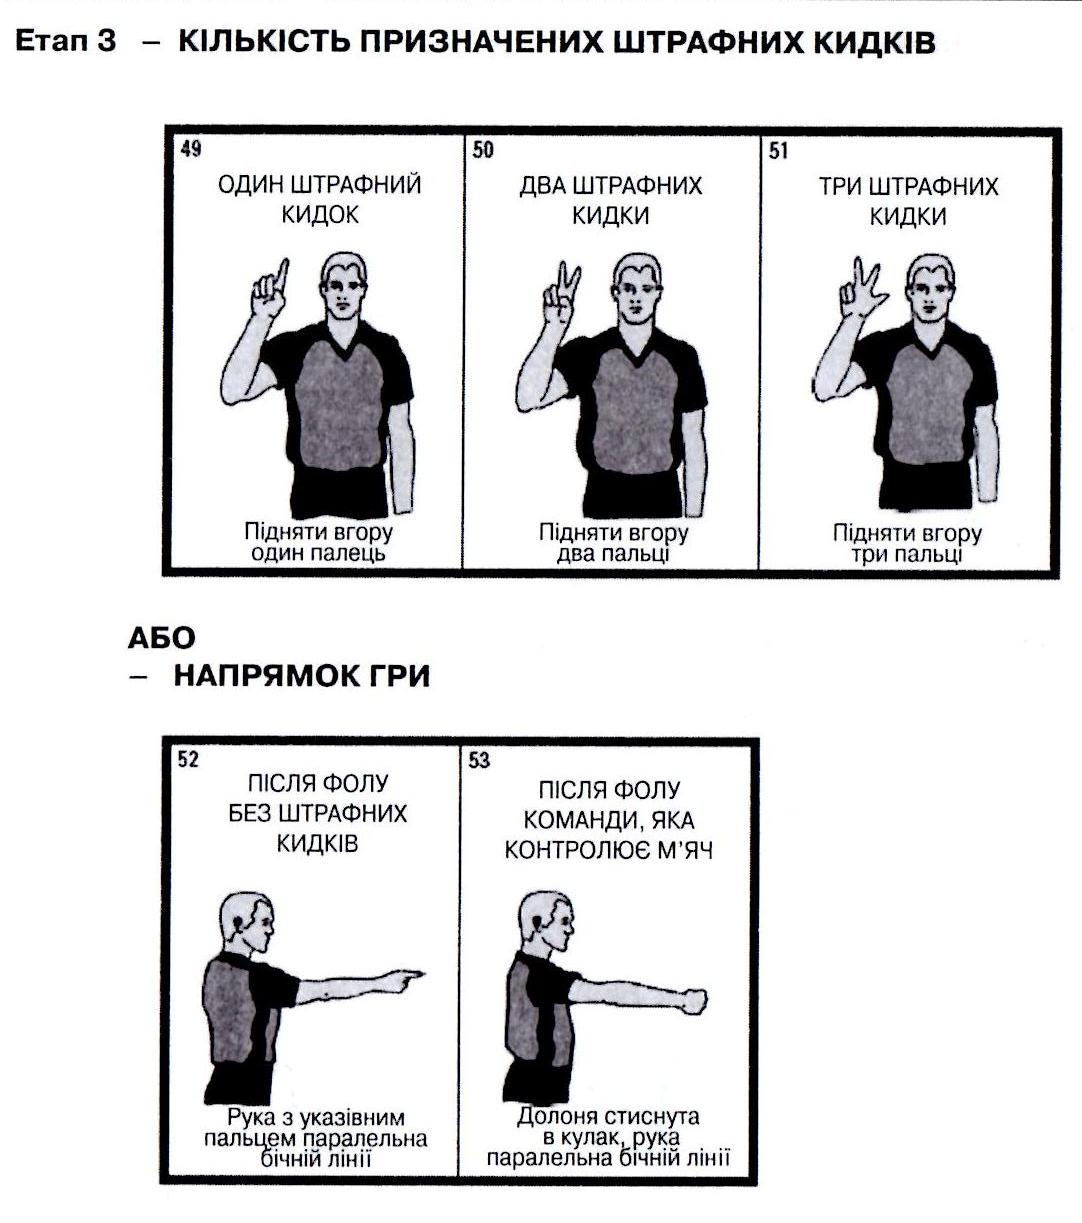 Етап 3 – КІЛЬКІСТЬ ПРИЗНАЧЕНИХ ШТРАФНИХ КИДКІВ
49
ОДИН ШТРАФНИЙ
КИДОК
Підняти вгору
один палець
50
ДВА ШТРАФНИХ
КИДКИ
Підняти вгору
два пальці
51
ТРИ ШТРАФНИХ
КИДКИ
Підняти вгору
три пальці
АБО
– НАПРЯМОК ГРИ
52
ПІСЛЯ ФОЛУ
БЕЗ ШТРАФНИХ
КИДКІВ
Рука з указівним
пальцем паралельна
бічній лінії
53
ПІСЛЯ ФОЛУ
КОМАНДИ, ЯКА
КОНТРОЛЮЄ М'ЯЧ
Долоня стиснута
в кулак, рука
паралельна бічній лінії